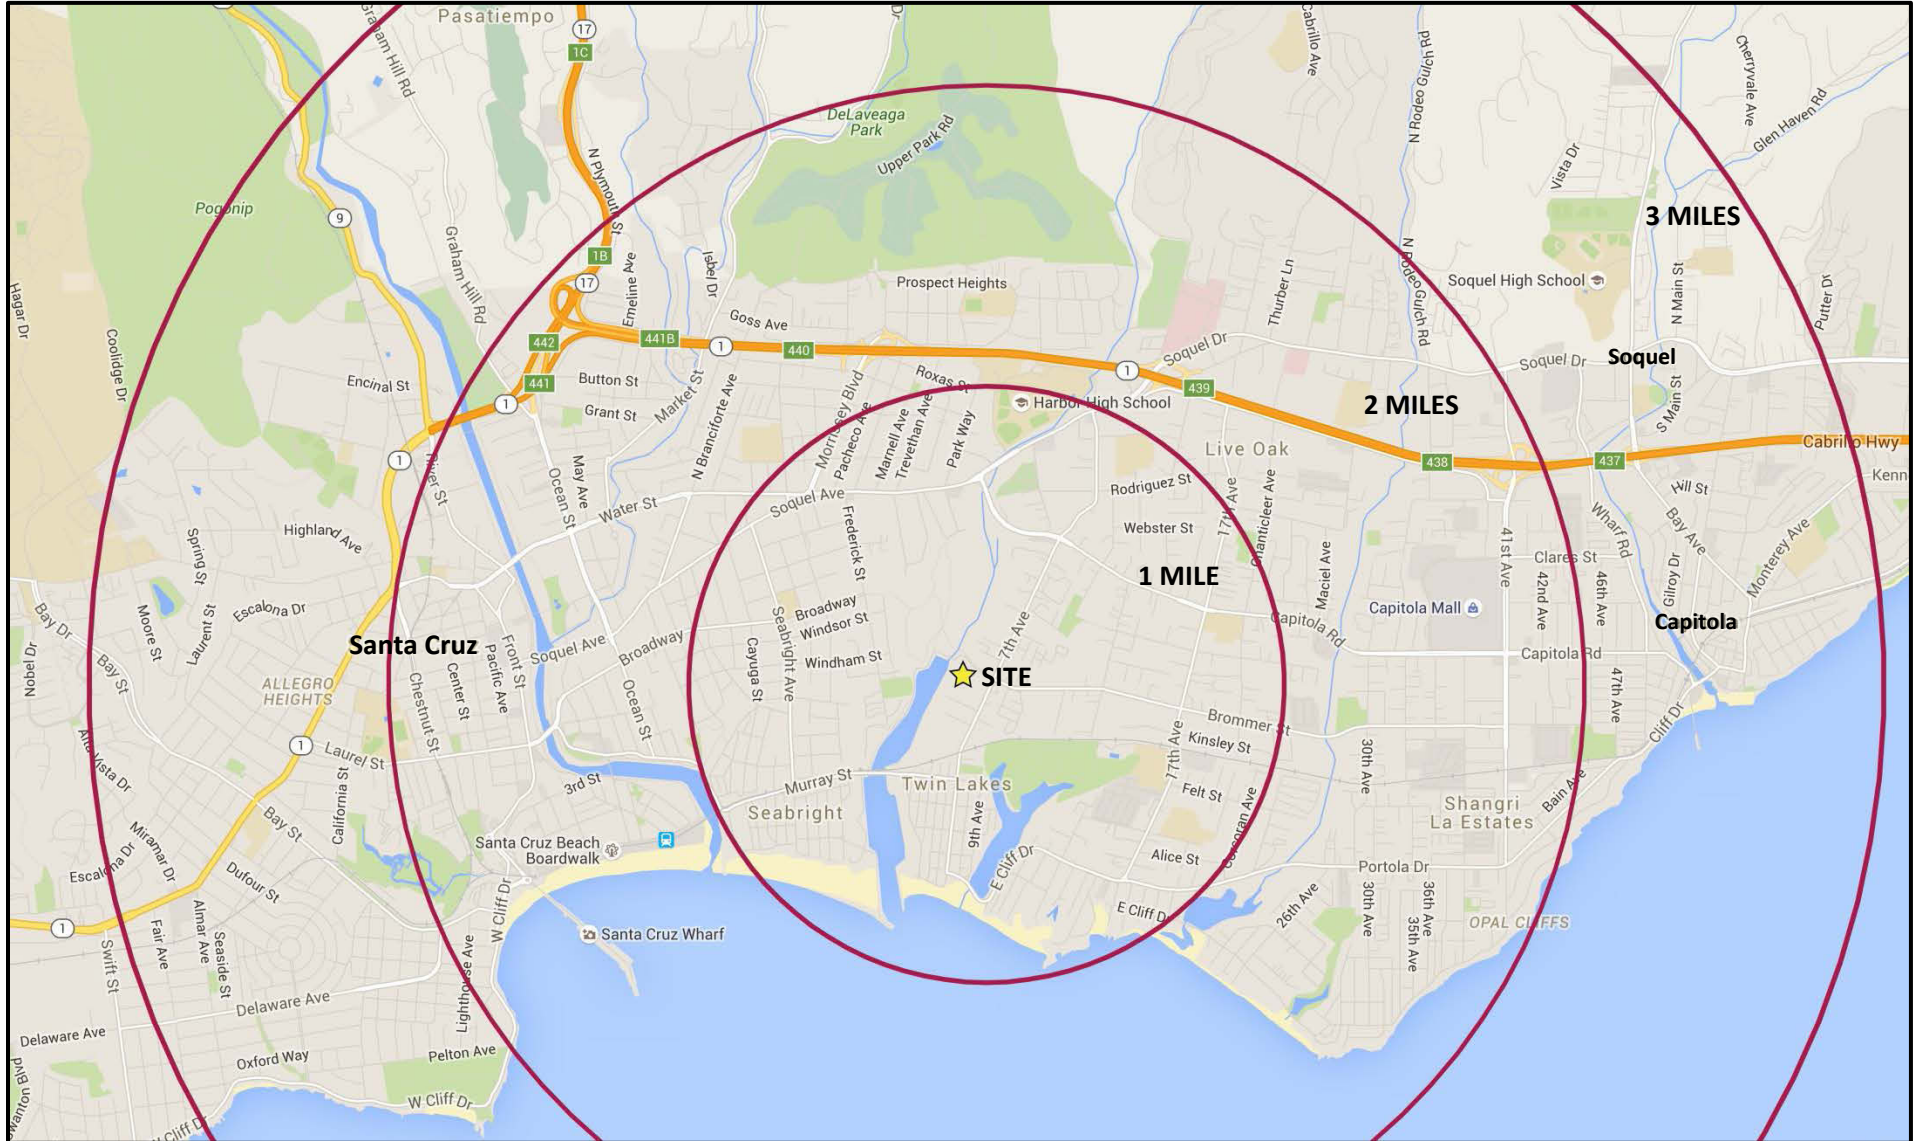 Pasatiempo
17
1C
Graham Hill Rd
Cabrillo Ave
N Rodeo Gulch Rd
Cherryvale Ave
Glen Haven Rd
DeLaveaga
Park
Upper Park Rd
N Plymouth St
Vista Dr
Pogonip
9
3 MILES
Graham Hill Rd
1B
17
Emeline Ave
Isbel Dr
Prospect Heights
Thurber Ln
N Rodeo Gulch Rd
Soquel High School
N Main St
Putter Dr
Hagar Dr
Coolidge Dr
Goss Ave
442
441B
1
440
Soquel Dr
Soquel Dr
Soquel
1
439
Encinal St
441
Button St
Market St
N Branciforte Ave
Morrissey Blvd
Pacheco Ave
Marnell Ave
Trevethan Ave
Roxas St
Park Way
Harbor High School
2 MILES
S Main St
1
Grant St
Live Oak
438
437
Cabrillo Hwy
1
River St
Ocean St
May Ave
Water St
Soquel Ave
Frederick St
Rodriguez St
17th Ave
Chanticleer Ave
Hill St
Kenn
Highland Ave
Spring St
Webster St
41st Ave
Wharf Rd
Bay Ave
Monterey Ave
Clares St
1 MILE
Maciel Ave
42nd Ave
46th Ave
Gilroy Dr
Bay Dr
Moore St
Laurent St
Escalona Dr
Broadway
Windsor St
Seabright Ave
Capitola Mall
Capitola Rd
Capitola
Santa Cruz
Front St
Pacific Ave
Soquel Ave
Broadway
Cayuga St
Windham St
7th Ave
Capitola Rd
Nobel Dr
Bay St
ALLEGRO
HEIGHTS
Chestnut St
Center St
Ocean St
SITE
47th Ave
Cliff Dr
Brommer St
Kinsley St
1
Laurel St
Alta Vista Dr
17th Ave
30th Ave
3rd St
Murray St
Twin Lakes
Felt St
Bain Ave
Seabright
Shangri
La Estates
California St
Bay St
Miramar Dr
Santa Cruz Beach
Boardwalk
9th Ave
E Cliff Dr
Alice St
Corcoran Ave
Portola Dr
Escalona Dr
Dufour St
W Cliff Dr
E Cliff Dr
26th Ave
30th Ave
36th Ave
35th Ave
OPAL CLIFFS
1
Fair Ave
Almar Ave
Seaside St
Swift St
Santa Cruz Wharf
Lighthouse Ave
Delaware Ave
Delaware Ave
Oxford Way
Pelton Ave
W Cliff Dr
W Cliff Dr